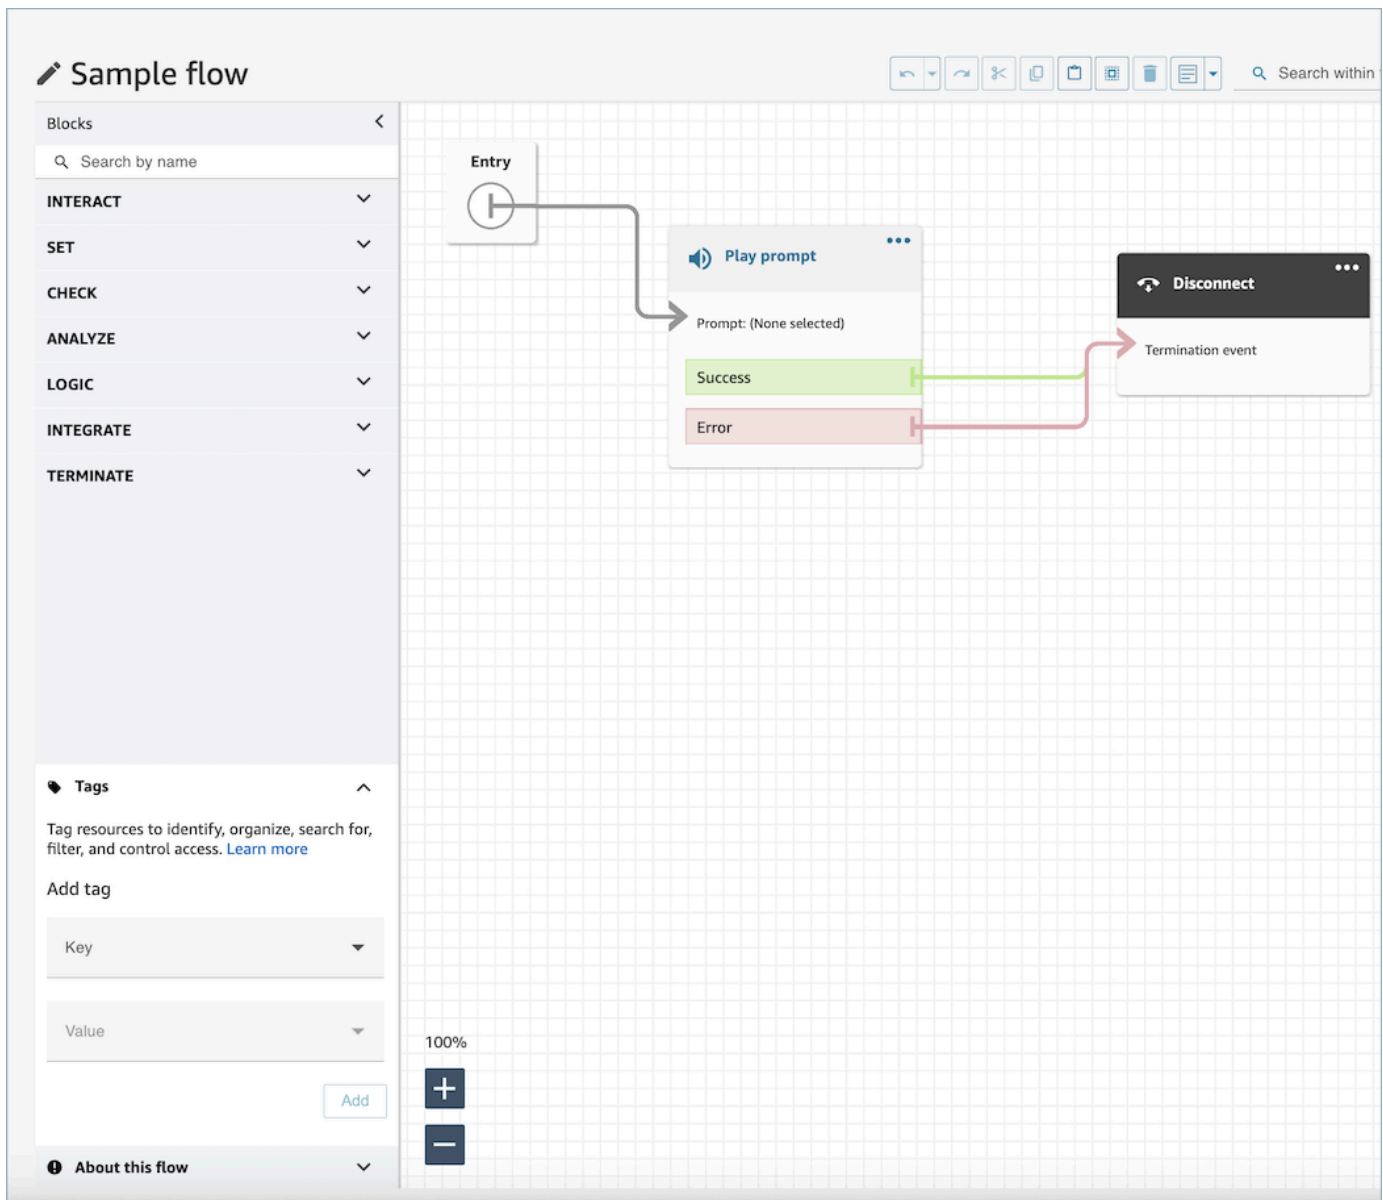 Sample flow
Search within
Blocks
Search by name
INTERACT
SET
CHECK
ANALYZE
LOGIC
INTEGRATE
TERMINATE
Tags
Tag resources to identify, organize, search for,
filter, and control access. Learn more
Add tag
Key
Value
Add
About this flow
Entry
Play prompt
Prompt: (None selected)
Success
Error
Disconnect
Termination event
100%